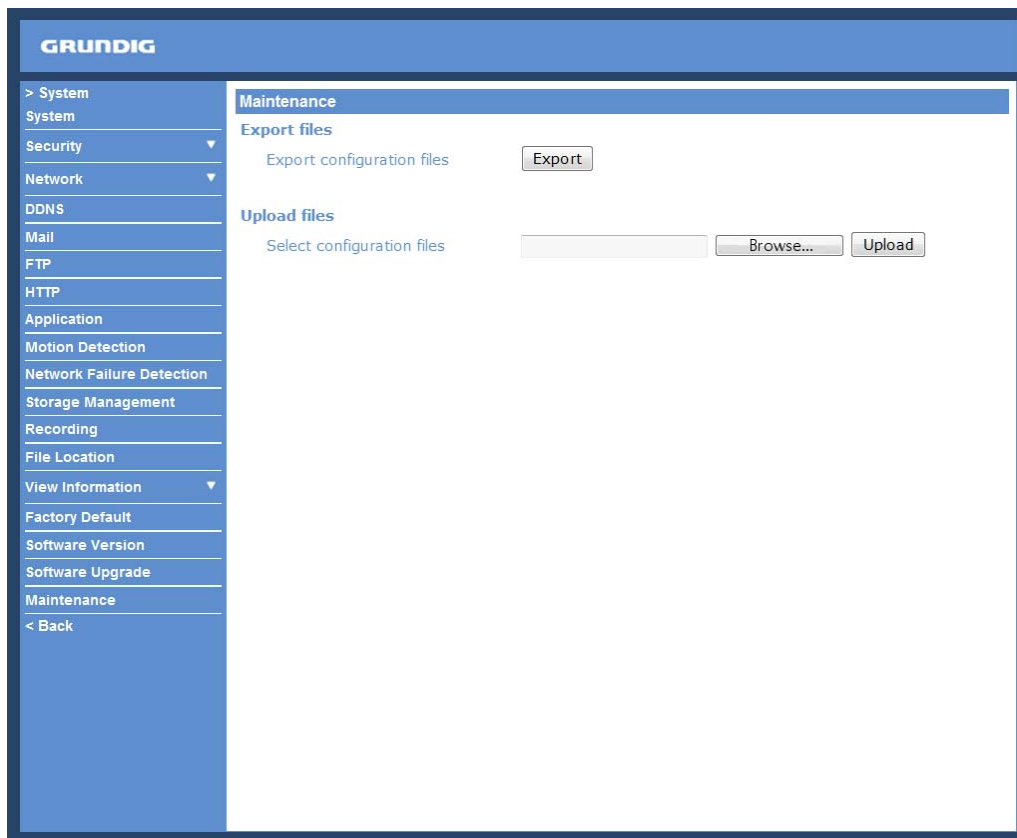 GRUNDIG
> System
System
Security
Network
DDNS
Mail
FTP
HTTP
Application
Motion Detection
Network Failure Detection
Storage Management
Recording
File Location
View Information
Factory Default
Software Version
Software Upgrade
Maintenance
< Back
Maintenance
Export files
Export configuration files Export
Upload files
Select configuration files Browse... Upload